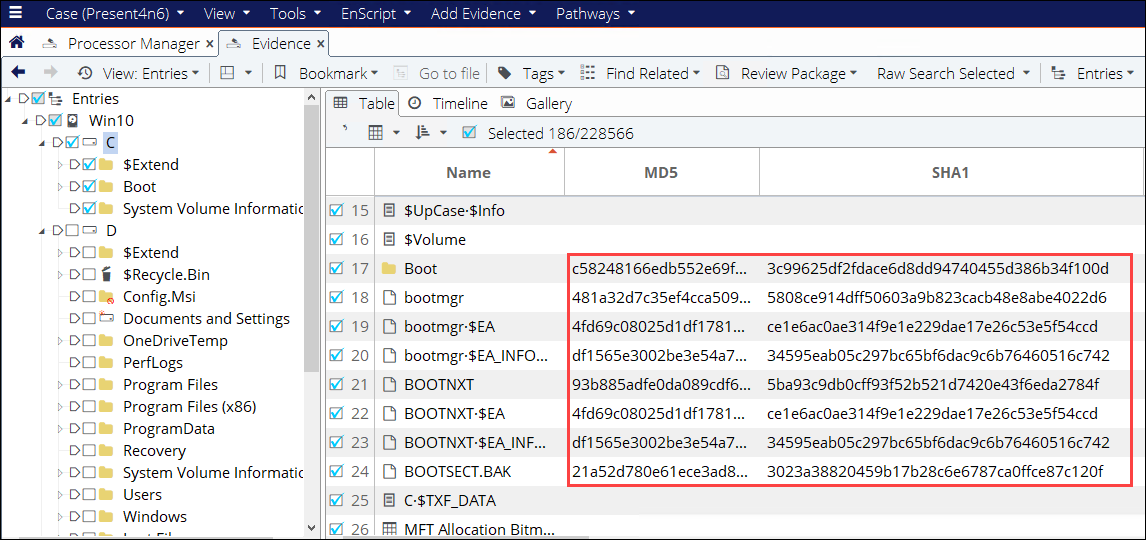 Case (Present4n6) View Tools EnScript Add Evidence Pathways
Processor Manager x Evidence x
View: Entries Bookmark Go to file Tags Find Related Review Package Raw Search Selected Entries
Entries
Win10
C
$Extend
Boot
System Volume Informatic
D
$Extend
$Recycle.Bin
Config.Msi
Documents and Settings
OneDriveTemp
PerfLogs
Program Files
Program Files (x86)
ProgramData
Recovery
System Volume Informatic
Users
Windows
Table Timeline Gallery
Selected 186/228566
Name MD5 SHA1
15 $UpCase·$Info
16 $Volume
17 Boot c58248166edb552e69f... 3c99625df2fdace6d8dd94740455d386b34f100d
18 bootmgr 481a32d7c35ef4cca509... 5808ce914dff50603a9b823cacb48e8abe4022d6
19 bootmgr·$EA 4fd69c08025d1df1781... ce1e6ac0ae314f9e1e229dae17e26c53e5f54ccd
20 bootmgr·$EA_INFO... df1565e3002be3e54a7... 34595eab05c297bc65bf6dac9c6b76460516c742
21 BOOTNXT 93b885adfe0da089cdf6... 5ba93c9db0cff93f52b521d7420e43f6eda2784f
22 BOOTNXT·$EA 4fd69c08025d1df1781... ce1e6ac0ae314f9e1e229dae17e26c53e5f54ccd
23 BOOTNXT·$EA_INF... df1565e3002be3e54a7... 34595eab05c297bc65bf6dac9c6b76460516c742
24 BOOTSECT.BAK 21a52d780e61ece3ad8... 3023a38820459b17b28c6e6787ca0ffce87c120f
25 C·$TXF_DATA
26 MFT Allocation Bitm...